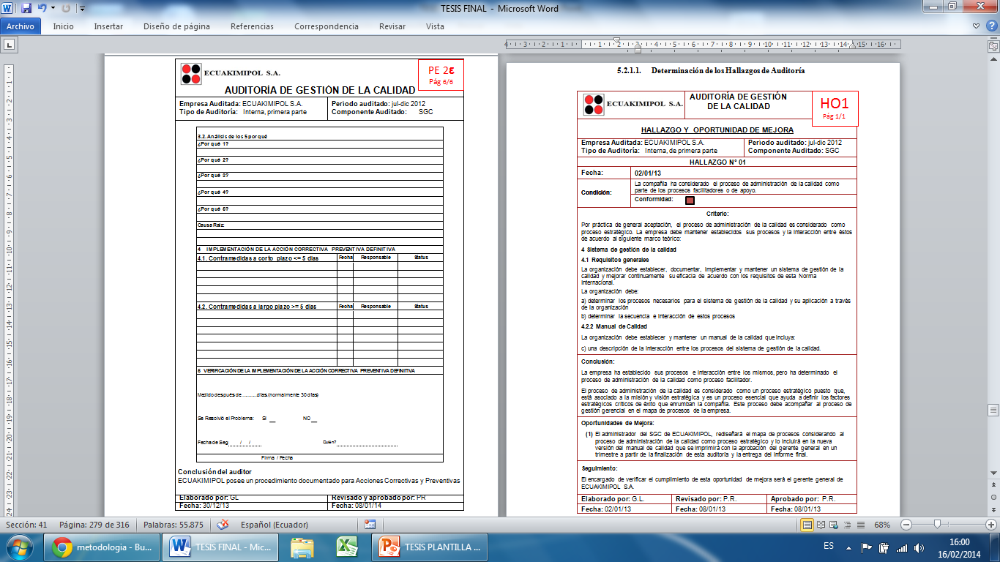 TESIS FINAL - Microsoft Word
Archivo Inicio Insertar Diseño de página Referencias Correspondencia Revisar Vista
ECUAKIMIPOL S.A.
PE 2ε
Pág 6/6
AUDITORÌA DE GESTIÓN DE LA CALIDAD
Empresa Auditada: ECUAKIMIPOL S.A. Periodo auditado: jul-dic 2012
Tipo de Auditoría: Interna, primera parte Componente Auditado: SGC
3.2. Análisis de los 5 por qué
¿Por qué 1?
¿Por qué 2?
¿Por qué 3?
¿Por qué 4?
¿Por qué 5?
Causa Raiz:
4 IMPLEMENTACIÓN DE LA ACCIÓN CORRECTIVA PREVENTIVA DEFINITIVA
4.1. Contramedidas a corto plazo <= 5 días Fecha Responsable Status
4.2. Contramedidas a largo plazo >= 5 días Fecha Responsable Status
5 VERIFICACIÓN DE LA IMPLEMENTACIÓN DE LA ACCIÓN CORRECTIVA PREVENTIVA DEFINITIVA
Medido después de ...........días (normalmente 30 días)
Se Resolvió el Problema: SI __ NO __
Fecha de Seg / / Quién?
Firma / Fecha
Conclusión del auditor
ECUAKIMIPOL posee un procedimiento documentado para Acciones Correctivas y Preventivas
Elaborado por: GL Revisado y aprobado por: PR
Fecha: 30/12/13 Fecha: 08/01/14
5.2.1.1. Determinación de los Hallazgos de Auditoría
ECUAKIMIPOL S.A.
AUDITORÍA DE GESTIÓN
DE LA CALIDAD
HO1
Pág 1/1
HALLAZGO Y OPORTUNIDAD DE MEJORA
Empresa Auditada: ECUAKIMIPOL S.A. Periodo auditado: jul-dic 2012
Tipo de Auditoría: Interna, de primera parte Componente Auditado: SGC
HALLAZGO N° 01
Fecha: 02/01/13
Condición:
La compañía ha considerado el proceso de administración de la calidad como
parte de los procesos facilitadores o de apoyo.
Conformidad:
Criterio:
Por práctica de general aceptación, el proceso de administración de la calidad es considerado como
proceso estratégico. La empresa debe mantener establecidos sus procesos y la interacción entre éstos
de acuerdo al siguiente marco teórico:
4 Sistema de gestión de la calidad
4.1 Requisitos generales
La organización debe establecer, documentar, implementar y mantener un sistema de gestión de la
calidad y mejorar continuamente su eficacia de acuerdo con los requisitos de esta Norma
Internacional.
La organización debe:
a) determinar los procesos necesarios para el sistema de gestión de la calidad y su aplicación a través
de la organización
b) determinar la secuencia e interacción de estos procesos
4.2.2 Manual de Calidad
La organización debe establecer y mantener un manual de la calidad que incluya:
c) una descripción de la interacción entre los procesos del sistema de gestión de la calidad.
Conclusión:
La empresa ha establecido sus procesos e interacción entre los mismos, pero ha determinado el
proceso de administración de la calidad como proceso facilitador.
El proceso de administración de la calidad es considerado como un proceso estratégico puesto que,
está asociado a la misión y visión estratégica y es un proceso esencial que ayuda a definir los factores
estratégicos críticos de éxito que enrumban la compañía. Este proceso debe acompañar al proceso de
gestión gerencial en el mapa de procesos de la empresa.
Oportunidades de Mejora:
(1) El administrador del SGC de ECUAKIMIPOL, rediseñará el mapa de procesos considerando al
proceso de administración de la calidad como proceso estratégico y lo incluirá en la nueva
versión del manual de calidad que se imprimirá con la aprobación del gerente general en un
trimestre a partir de la finalización de esta auditoría y la entrega del informe final.
Seguimiento:
El encargado de verificar el cumplimiento de esta oportunidad de mejora será el gerente general de
ECUAKIMIPOL S.A.
Elaborado por: G.L. Revisado por: P.R. Aprobado por: P.R.
Fecha: 02/01/13 Fecha: 08/01/13 Fecha: 08/01/13
Sección: 41 Página: 279 de 316 Palabras: 55.875 Español (Ecuador) 68%
metodologia - Bu... TESIS FINAL - Mic... TESIS PLANTILLA ... ES 16:00
16/02/2014